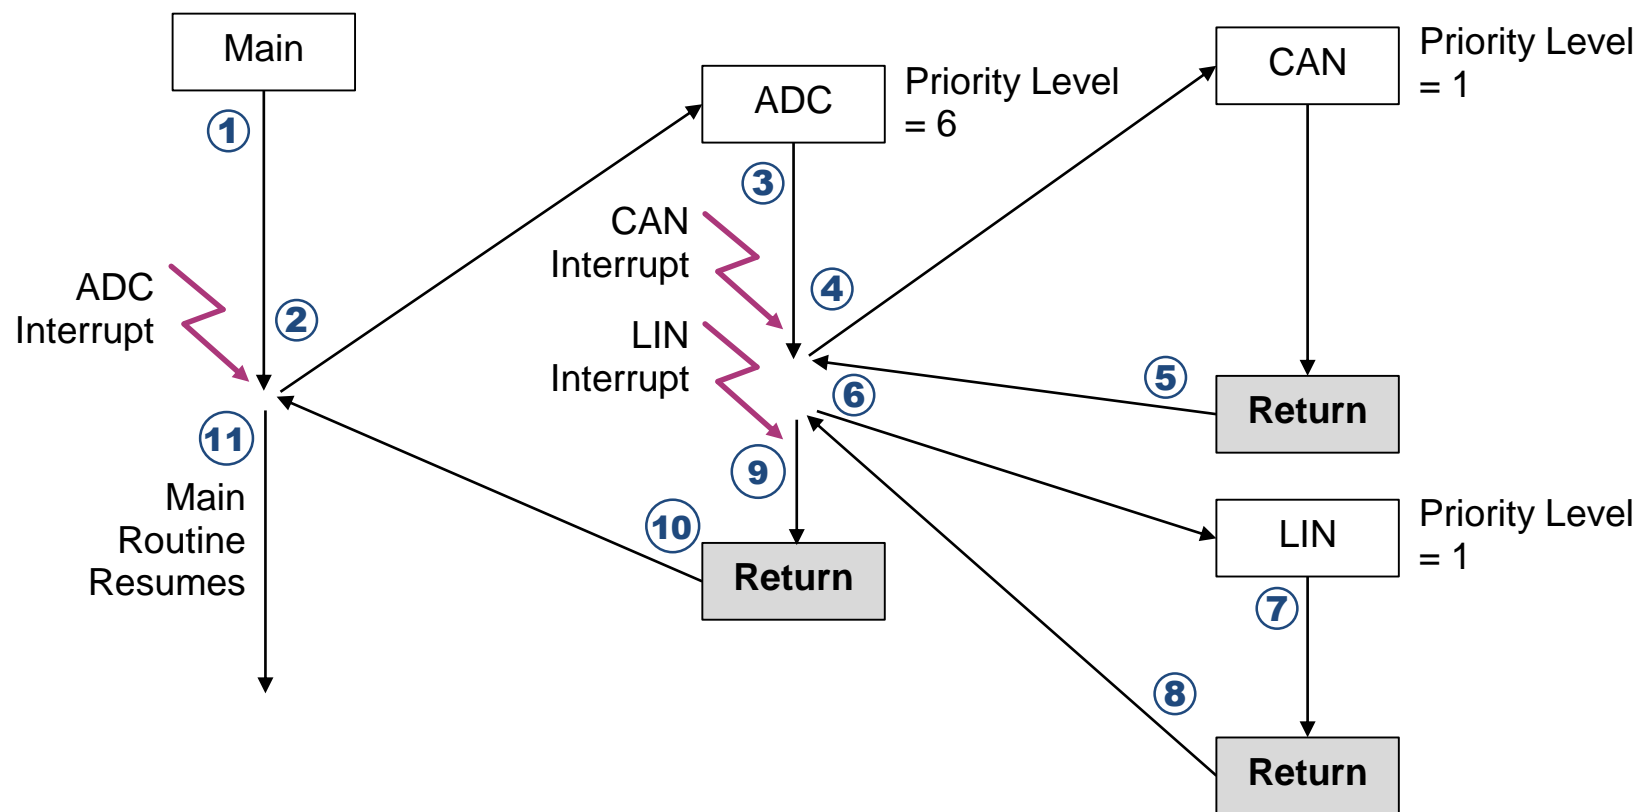 Main
1
ADC
Interrupt
2
11
Main
Routine
Resumes
ADC
Priority Level
= 6
3
CAN
Interrupt
4
LIN
Interrupt
6
9
10
Return
CAN
Priority Level
= 1
5
Return
LIN
Priority Level
= 1
7
8
Return